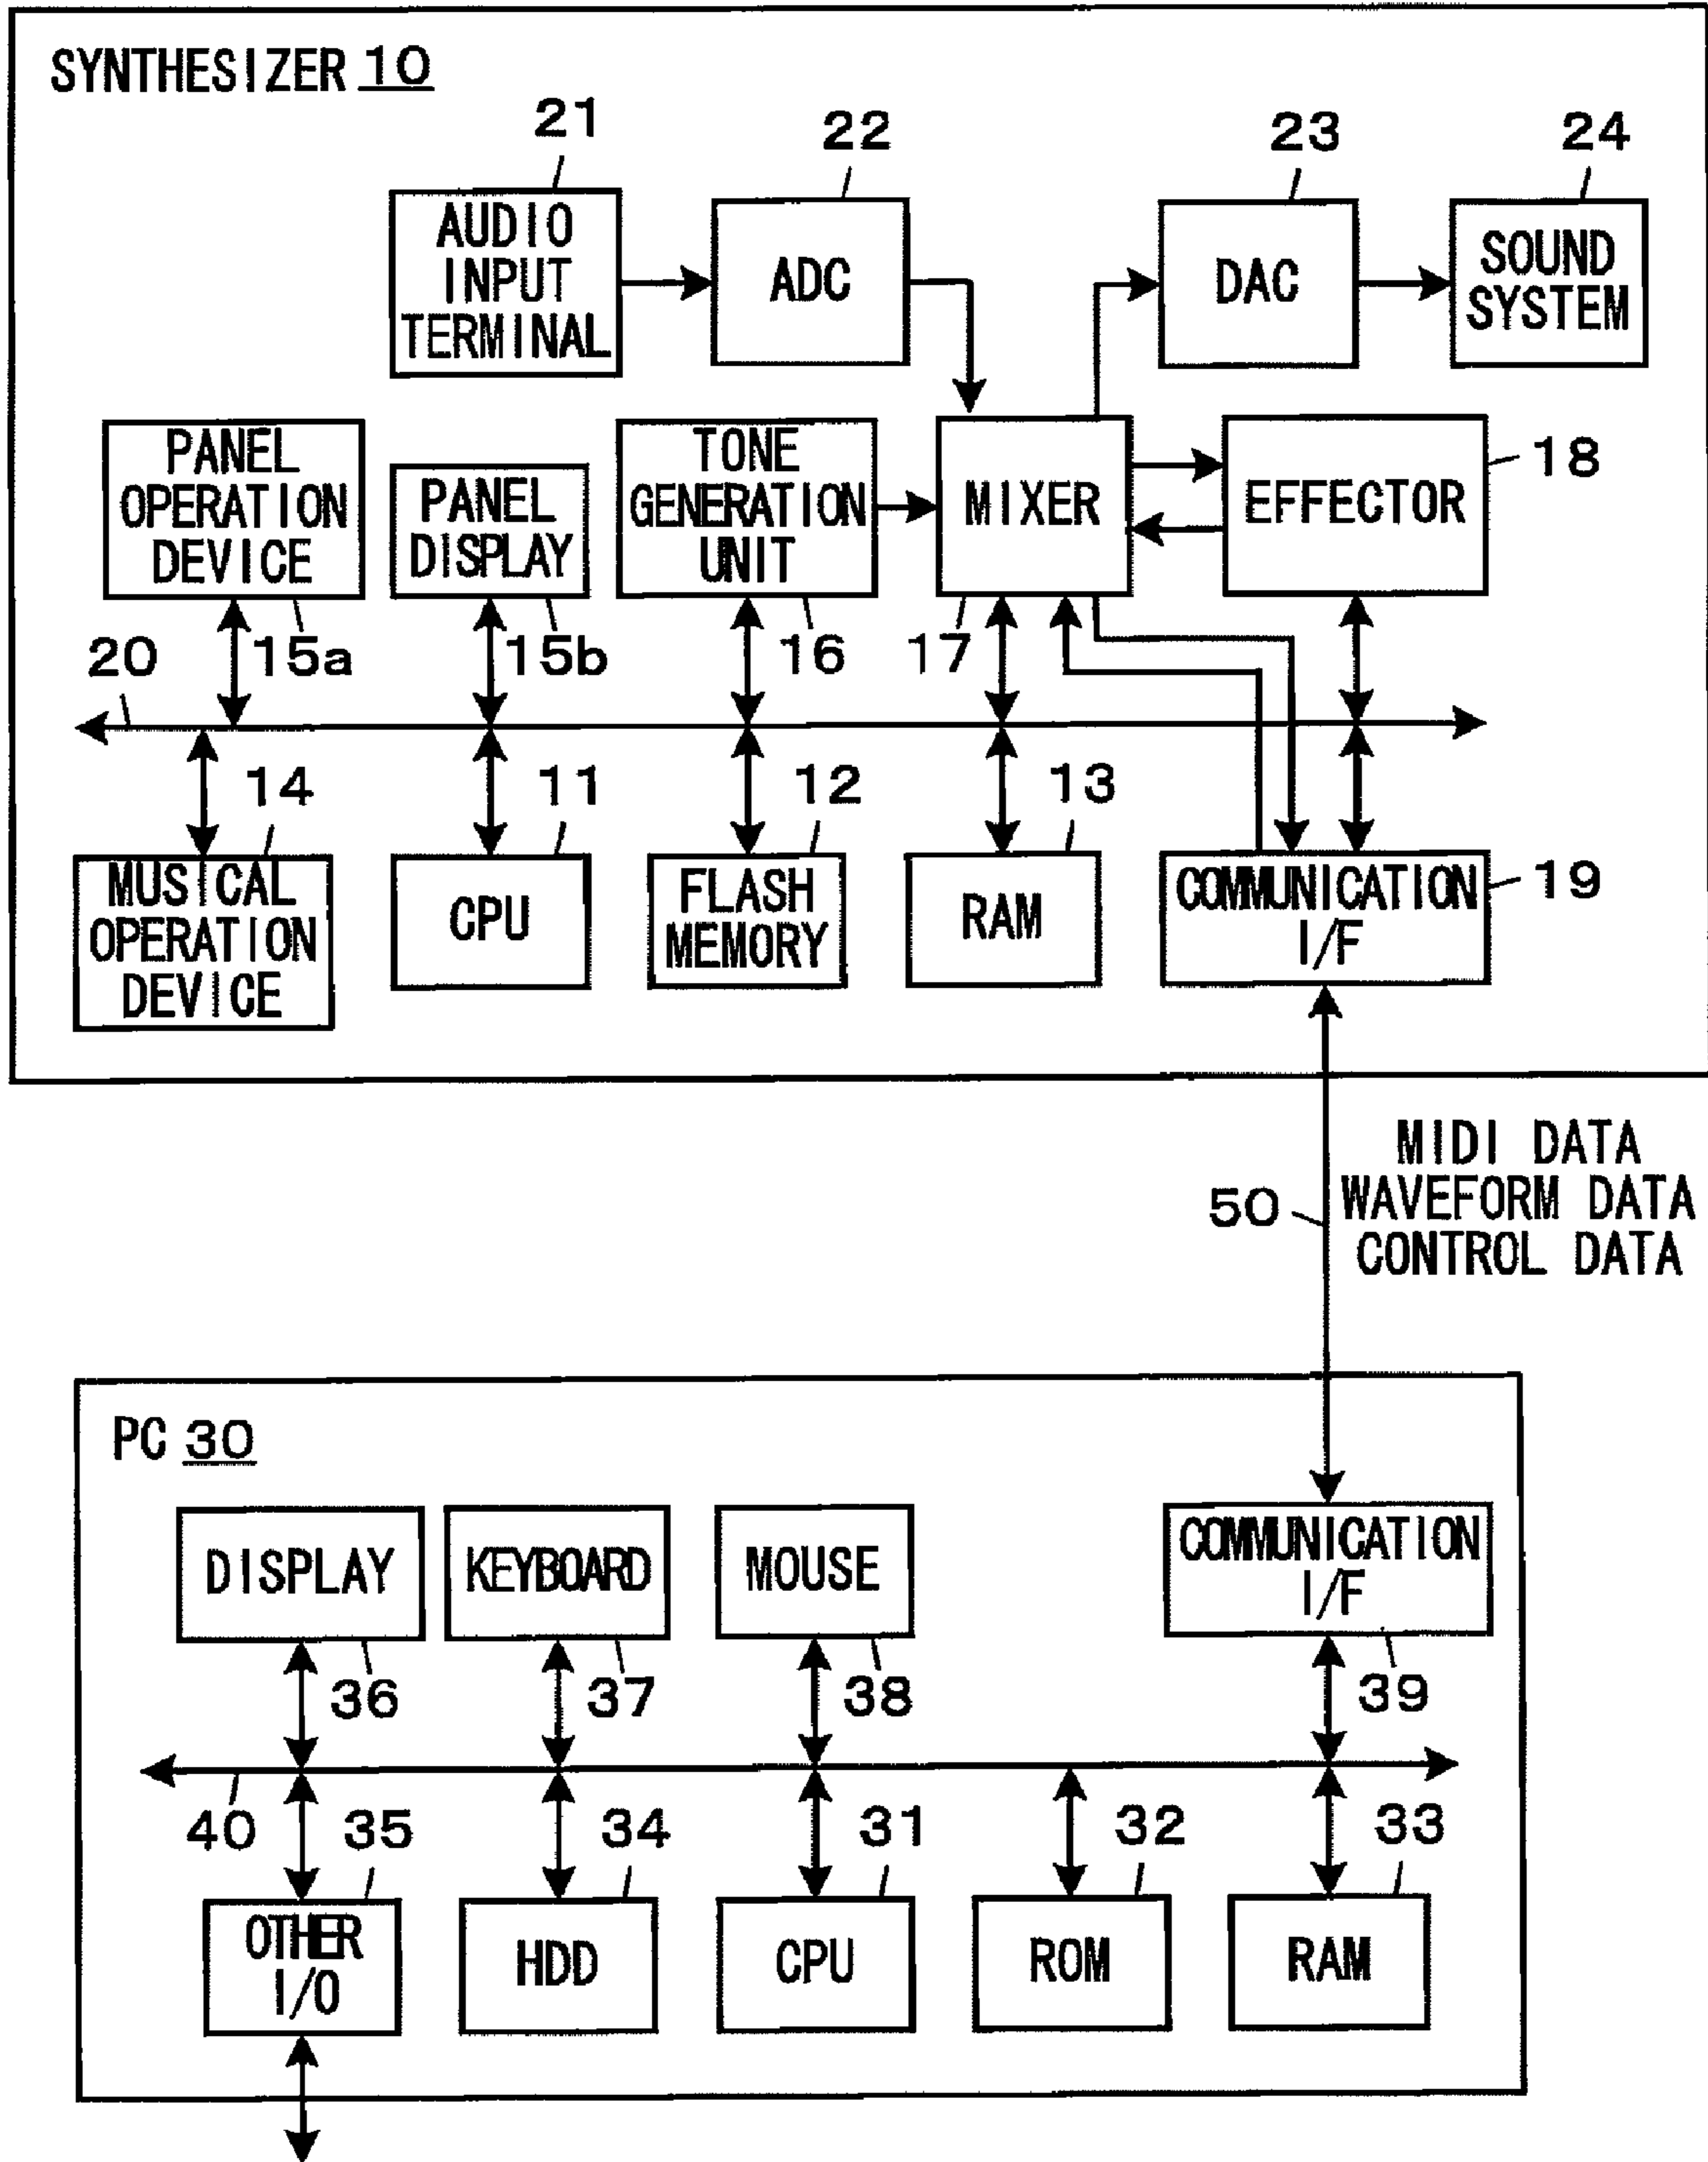 SYNTHESIZER 10
21
22
23
24
AUDIO
INPUT
TERMINAL
ADC
DAC
SOUND
SYSTEM
PANEL
OPERATION
DEVICE
PANEL
DISPLAY
TONE
GENERATION
UNIT
MIXER
EFFECTOR
18
20
15a
15b
16
17
14
11
12
13
MUSICAL
OPERATION
DEVICE
CPU
FLASH
MEMORY
RAM
COMMUNICATION
I/F
19
50
MIDI DATA
WAVEFORM DATA
CONTROL DATA
PC 30
DISPLAY
KEYBOARD
MOUSE
COMMUNICATION
I/F
36
37
38
39
40
35
34
31
32
33
OTHER
I/O
HDD
CPU
ROM
RAM